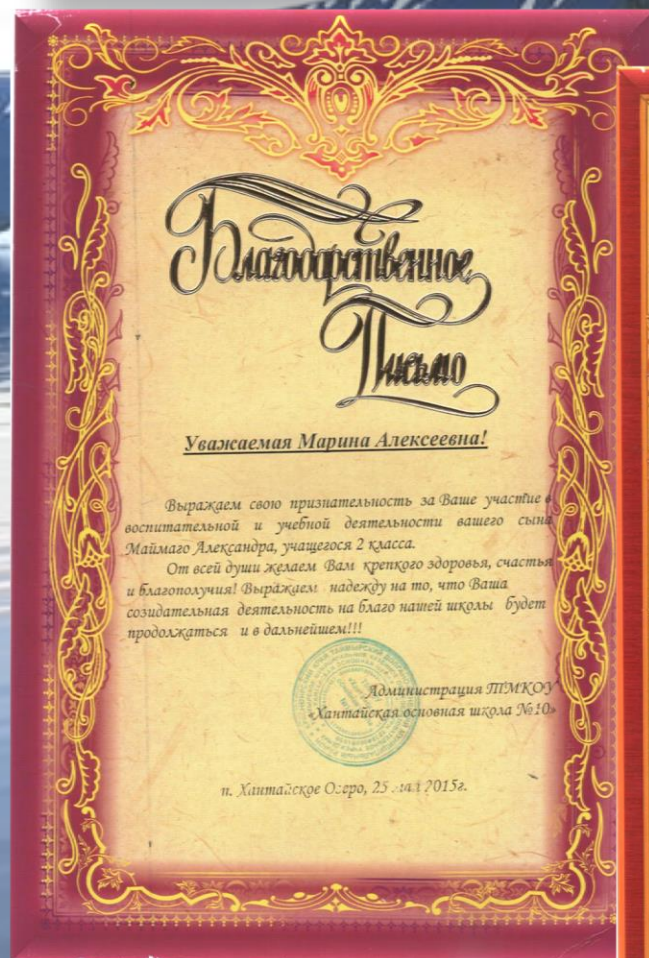 Благодарственное
Письмо
Уважаемая Марина Алексеевна!
Выражаем свою признательность за Ваше участие в
воспитательной и учебной деятельности вашего сына
Маймаго Александра, учащегося 2 класса.
От всей души желаем Вам крепкого здоровья, счастья
и благополучия! Выражаем надежду на то, что Ваша
созидательная деятельность на благо нашей школы будет
продолжаться и в дальнейшем!!!
Администрация ТМКОУ
«Хантайская основная школа №10»
п. Хантайское Озеро, 25 мая 2015г.